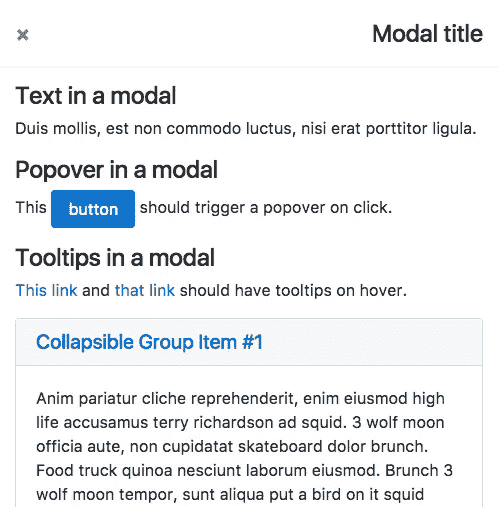 × Modal title
Text in a modal
Duis mollis, est non commodo luctus, nisi erat porttitor ligula.
Popover in a modal
This button should trigger a popover on click.
Tooltips in a modal
This link and that link should have tooltips on hover.
Collapsible Group Item #1
Anim pariatur cliche reprehenderit, enim eiusmod high
life accusamus terry richardson ad squid. 3 wolf moon
officia aute, non cupidatat skateboard dolor brunch.
Food truck quinoa nesciunt laborum eiusmod. Brunch 3
wolf moon tempor, sunt aliqua put a bird on it squid